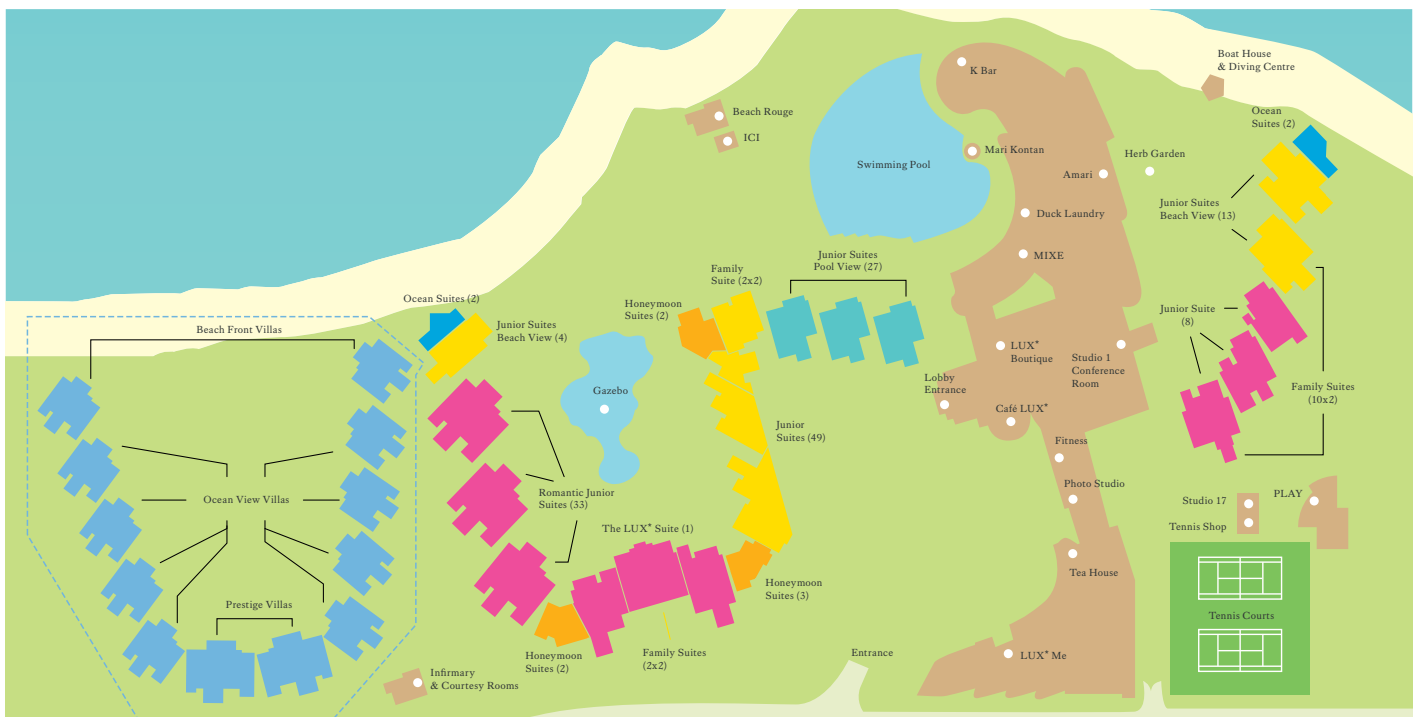 Boat House
& Diving Centre
K Bar
Beach Rouge
ICI
Ocean
Suites (2)
Mari Kontan
Herb Garden
Swimming Pool
Amari
Junior Suites
Beach View (13)
Duck Laundry
MIXE
Junior Suites
Pool View (27)
Family
Suite (2x2)
Honeymoon
Suites (2)
Ocean Suites (2)
Junior Suites
Beach View (4)
Beach Front Villas
Junior Suite
(8)
LUX*
Boutique
Studio 1
Conference
Room
Lobby
Entrance
Gazebo
Family Suites
(10x2)
Café LUX*
Junior
Suites (49)
Fitness
Photo Studio
Ocean View Villas
Romantic Junior
Suites (33)
Studio 17
PLAY
Tennis Shop
The LUX* Suite (1)
Tea House
Honeymoon
Suites (3)
Prestige Villas
Tennis Courts
Honeymoon
Suites (2)
Family Suites
(2x2)
Entrance
LUX* Me
Infirmary
& Courtesy Rooms